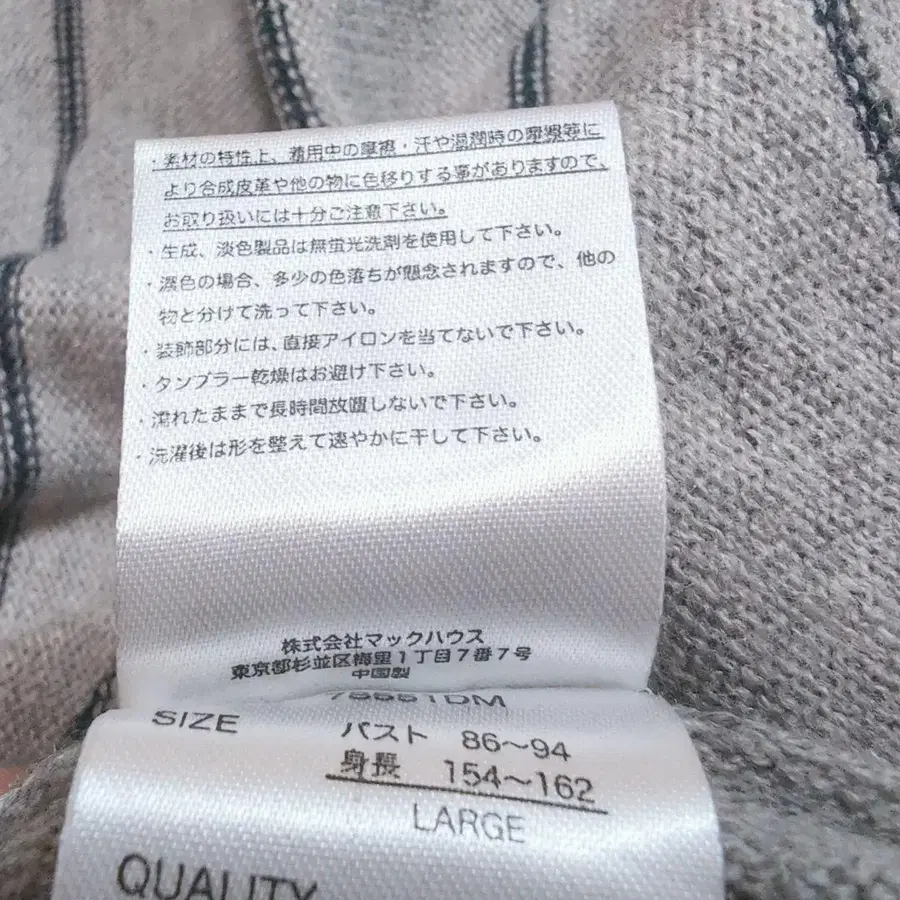 ・素材の特性上、着用中の摩擦・汗や湿潤時の摩擦等に
より合成皮革や他の物に色移りする事がありますので、
お取り扱いには十分ご注意下さい。
・生成、淡色製品は無蛍光洗剤を使用して下さい。
・濃色の場合、多少の色落ちが懸念されますので、他の
物と分けて洗って下さい。
・装飾部分には、直接アイロンを当てないで下さい。
・タンブラー乾燥はお避け下さい。
・濡れたままで長時間放置しないで下さい。
・洗濯後は形を整えて速やかに干して下さい。
株式会社マックハウス
東京都杉並区梅里1丁目7番7号
中国製
SIZE
バスト 86〜94
身長 154〜162
LARGE
QUALITY